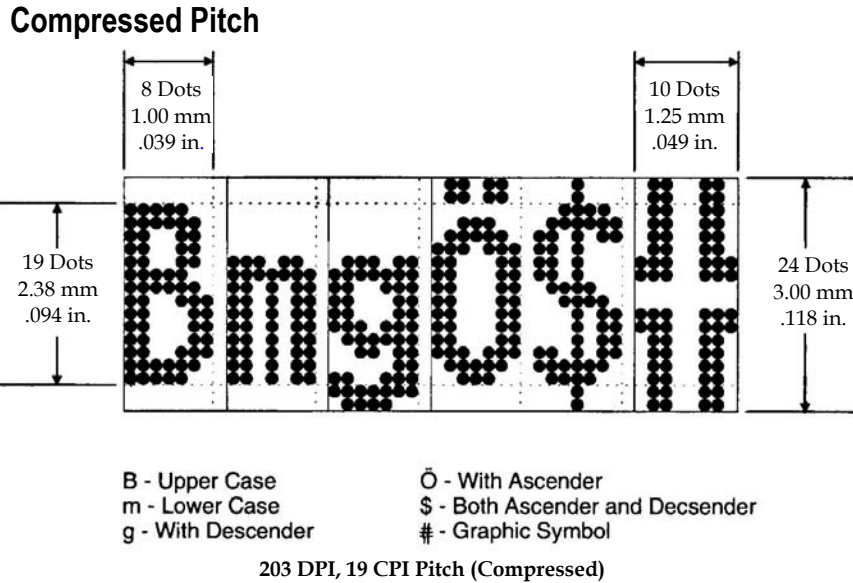 Compressed Pitch
8 Dots
1.00 mm
.039 in.
10 Dots
1.25 mm
.049 in.
19 Dots
2.38 mm
.094 in.
BmgÖ$⌗
24 Dots
3.00 mm
.118 in.
B - Upper Case
m - Lower Case
g - With Descender
Ö - With Ascender
$ - Both Ascender and Decsender
⌗ - Graphic Symbol
203 DPI, 19 CPI Pitch (Compressed)